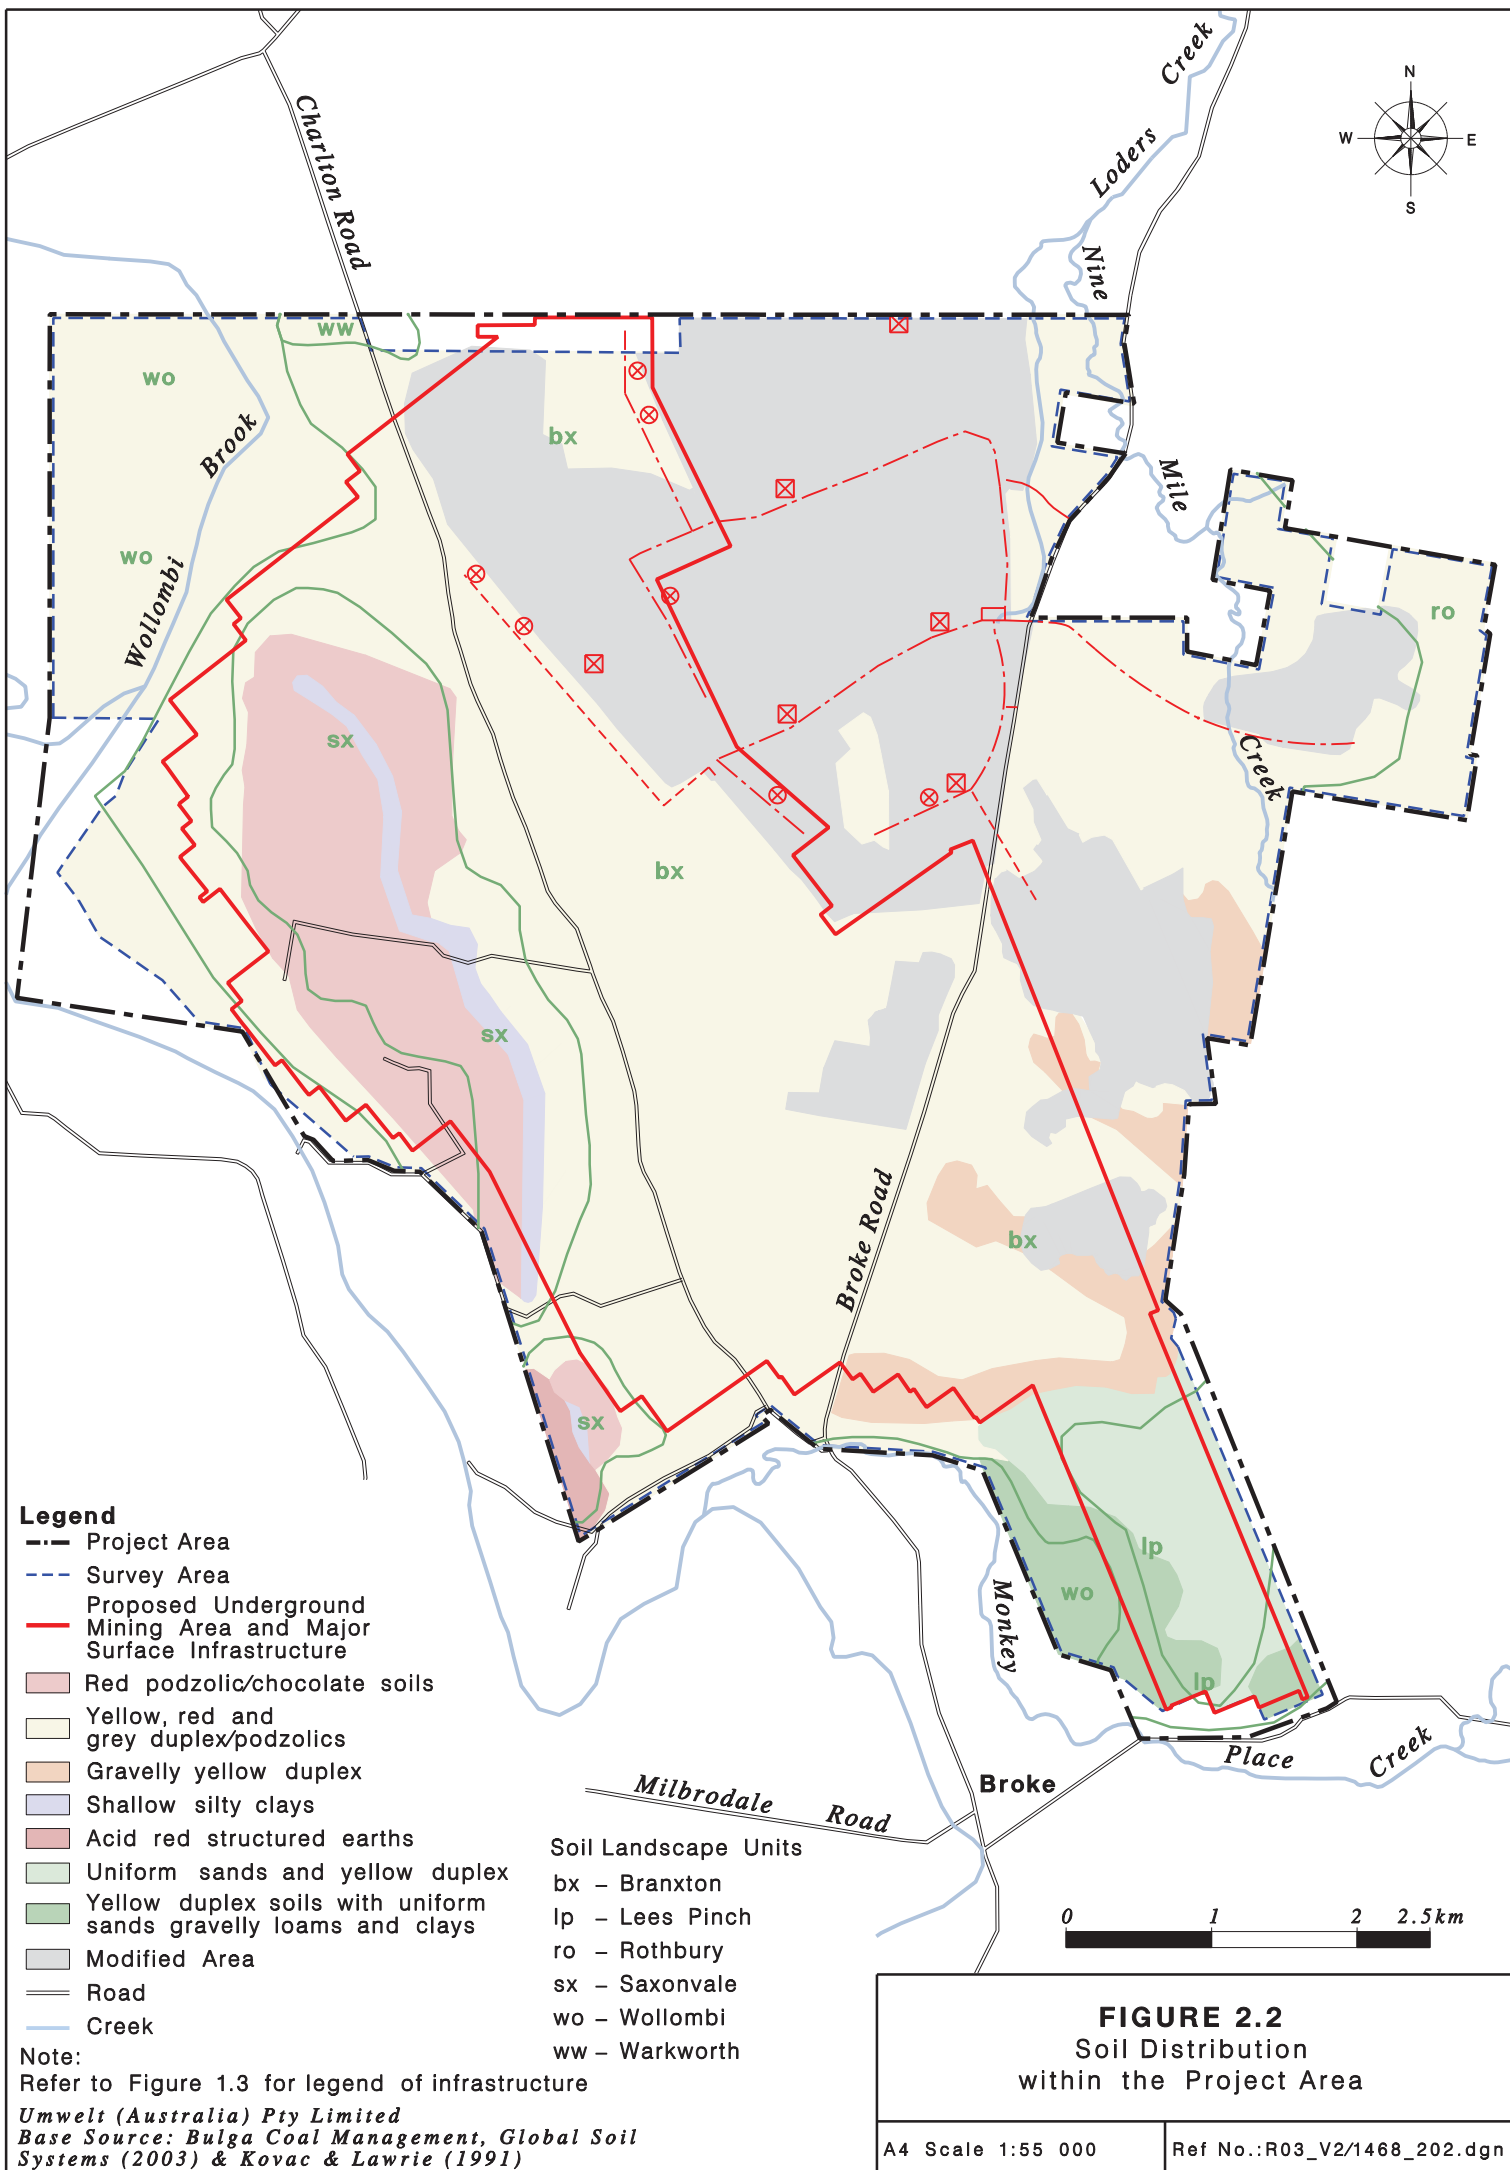 Creek
Loders
Nine
N
W
E
S
Charlton Road
ww
wo
Brook
bx
Mile
wo
Wollombi
ro
sx
Creek
bx
sx
Broke Road
bx
sx
lp
wo
Monkey
lp
Place
Creek
Broke
Milbrodale Road
Legend
Project Area
Survey Area
Proposed Underground
Mining Area and Major
Surface Infrastructure
Red podzolic/chocolate soils
Yellow, red and
grey duplex/podzolics
Gravelly yellow duplex
Shallow silty clays
Acid red structured earths
Uniform sands and yellow duplex
Yellow duplex soils with uniform
sands gravelly loams and clays
Modified Area
Road
Creek
Note:
Refer to Figure 1.3 for legend of infrastructure
Umwelt (Australia) Pty Limited
Base Source: Bulga Coal Management, Global Soil
Systems (2003) & Kovac & Lawrie (1991)
Soil Landscape Units
bx – Branxton
lp – Lees Pinch
ro – Rothbury
sx – Saxonvale
wo – Wollombi
ww – Warkworth
0 1 2 2.5km
FIGURE 2.2
Soil Distribution
within the Project Area
A4 Scale 1:55 000
Ref No.:R03_V2/1468_202.dgn